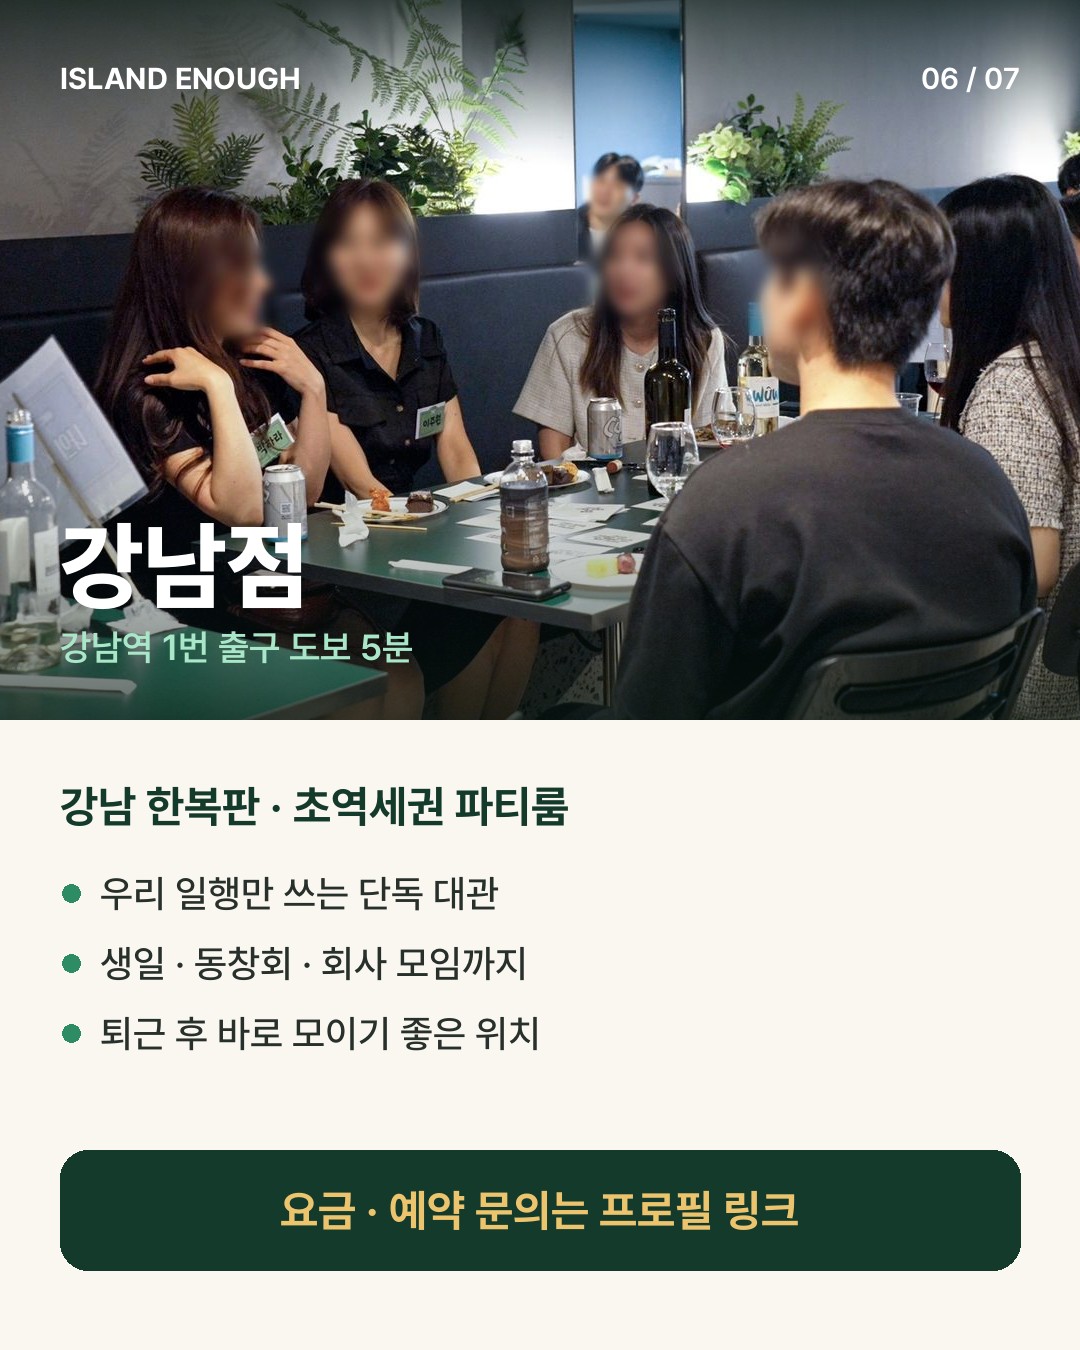 ISLAND ENOUGH
06 / 07
이주현
WŪW
강남점
강남역 1번 출구 도보 5분
강남 한복판 · 초역세권 파티룸
우리 일행만 쓰는 단독 대관
생일 · 동창회 · 회사 모임까지
퇴근 후 바로 모이기 좋은 위치
요금 · 예약 문의는 프로필 링크